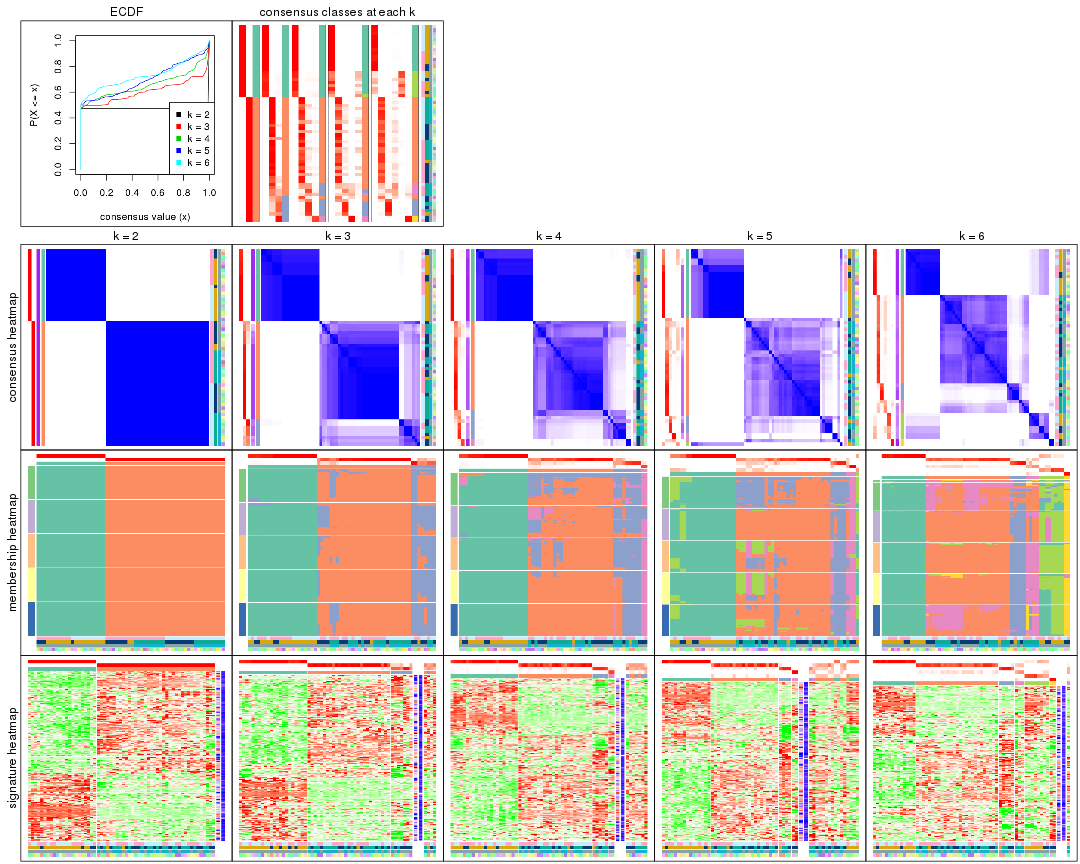 ECDF
consensus classes at each k
P(X <= x)
0.0
0.2
0.4
0.6
0.8
1.0
k = 2
k = 3
k = 4
k = 5
k = 6
0.0 0.2 0.4 0.6 0.8 1.0
consensus value (x)
k = 2
k = 3
k = 4
k = 5
k = 6
consensus heatmap
membership heatmap
signature heatmap